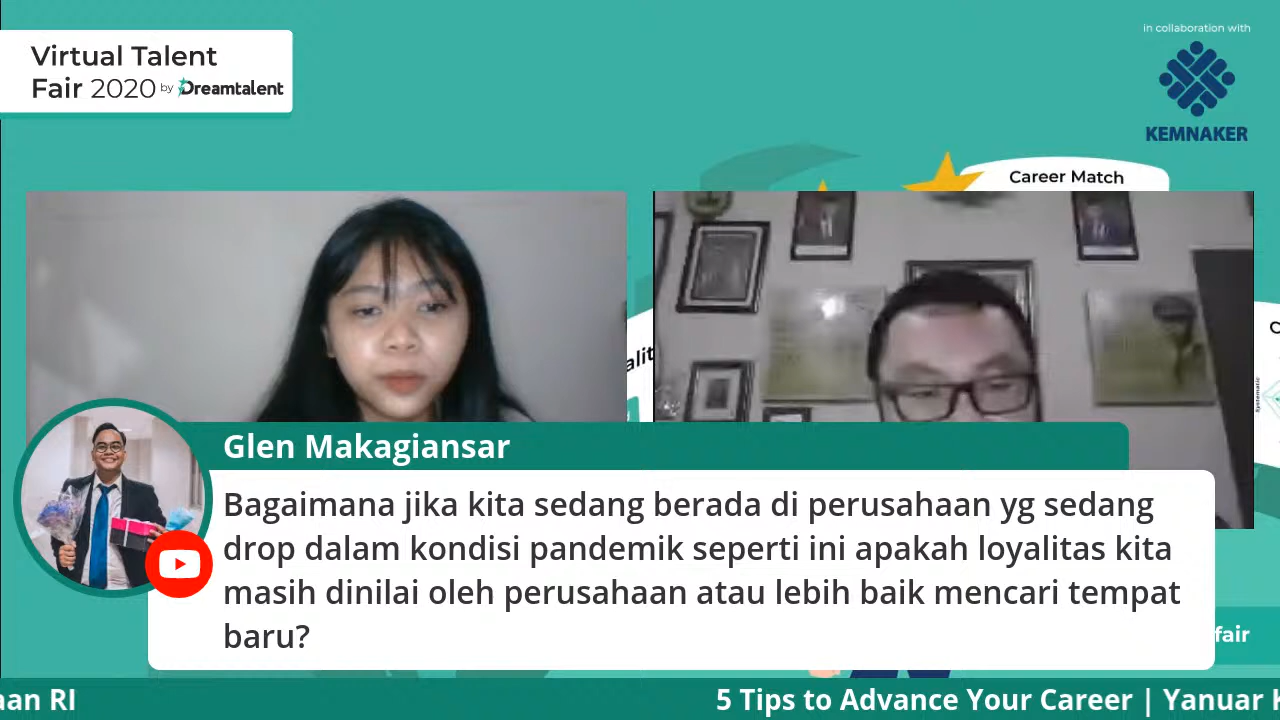 Virtual Talent
Fair 2020 by Dreamtalent
in collaboration with
KEMNAKER
Career Match
Glen Makagiansar
Bagaimana jika kita sedang berada di perusahaan yg sedang
drop dalam kondisi pandemik seperti ini apakah loyalitas kita
masih dinilai oleh perusahaan atau lebih baik mencari tempat
baru?
fair
aan RI
5 Tips to Advance Your Career | Yanuar K